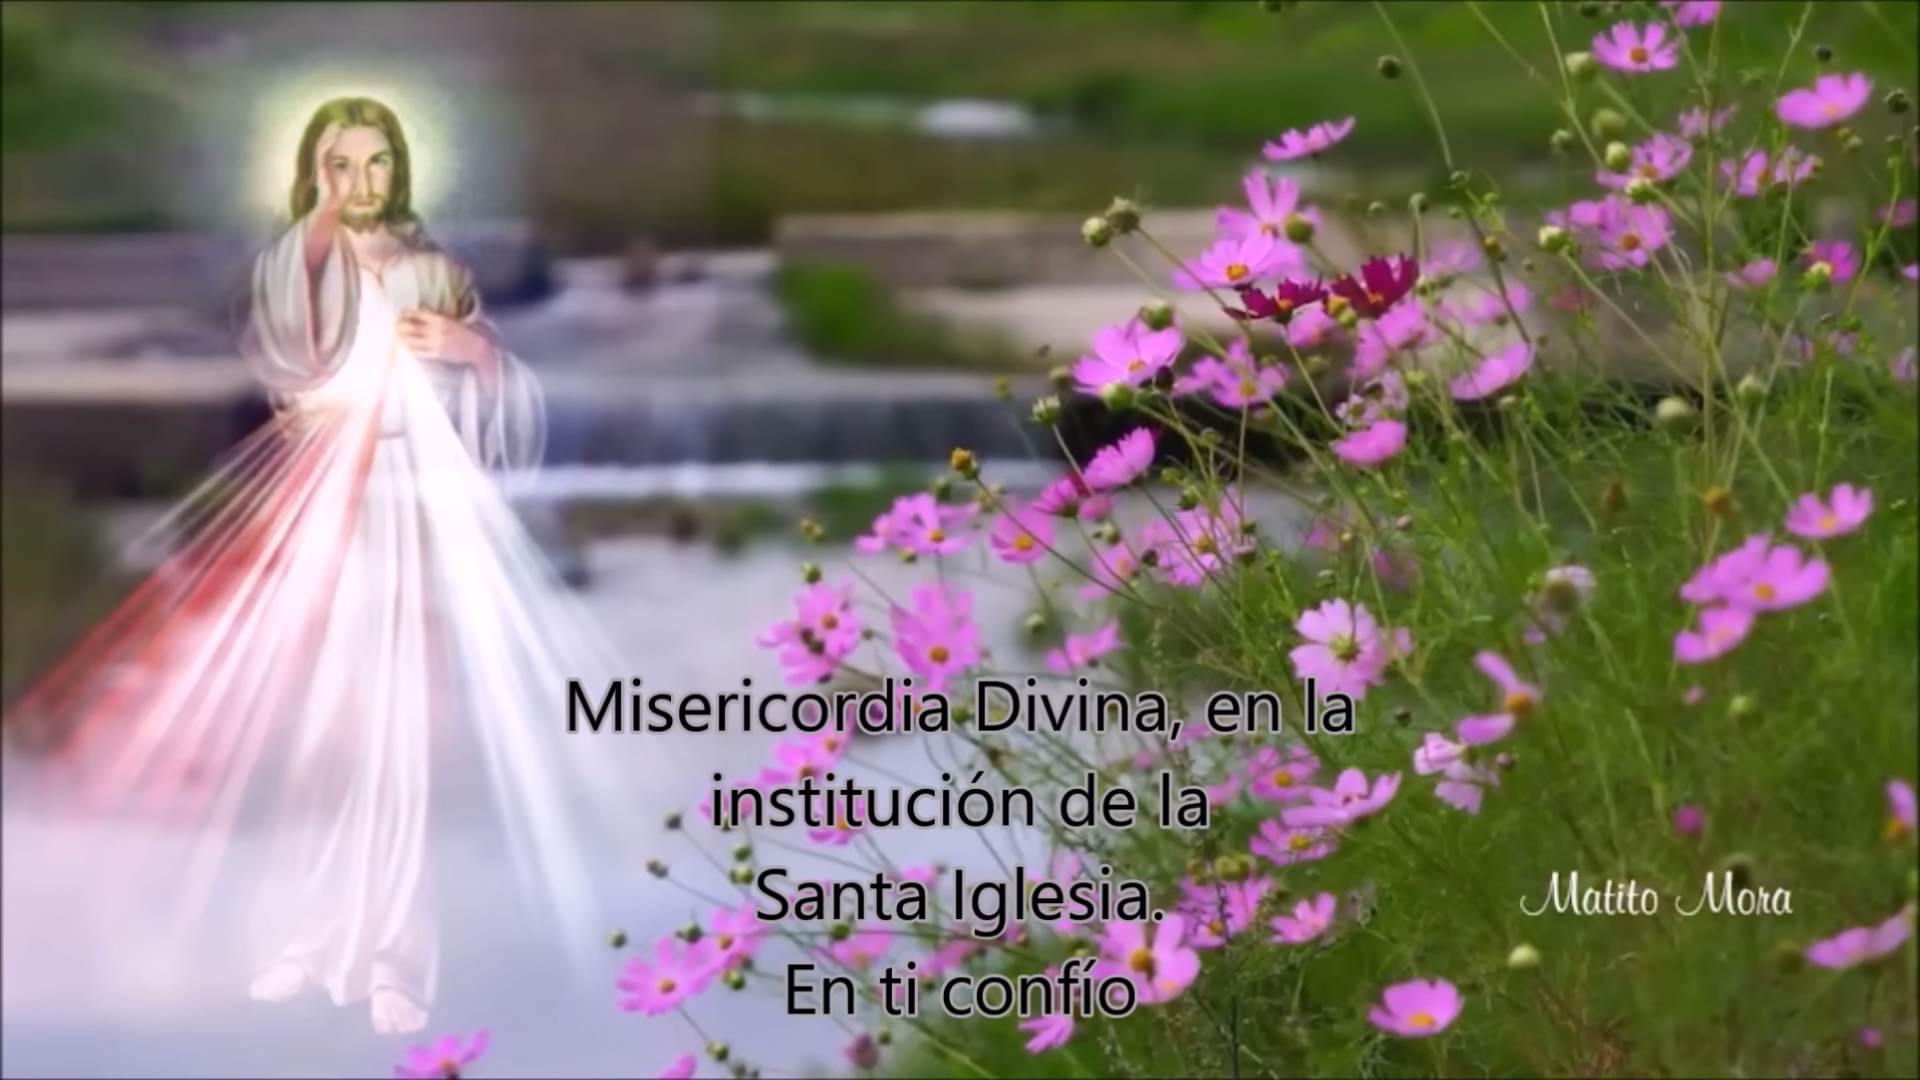 Misericordia Divina, en la
institución de la
Santa Iglesia.
En ti confío
Matito Mora